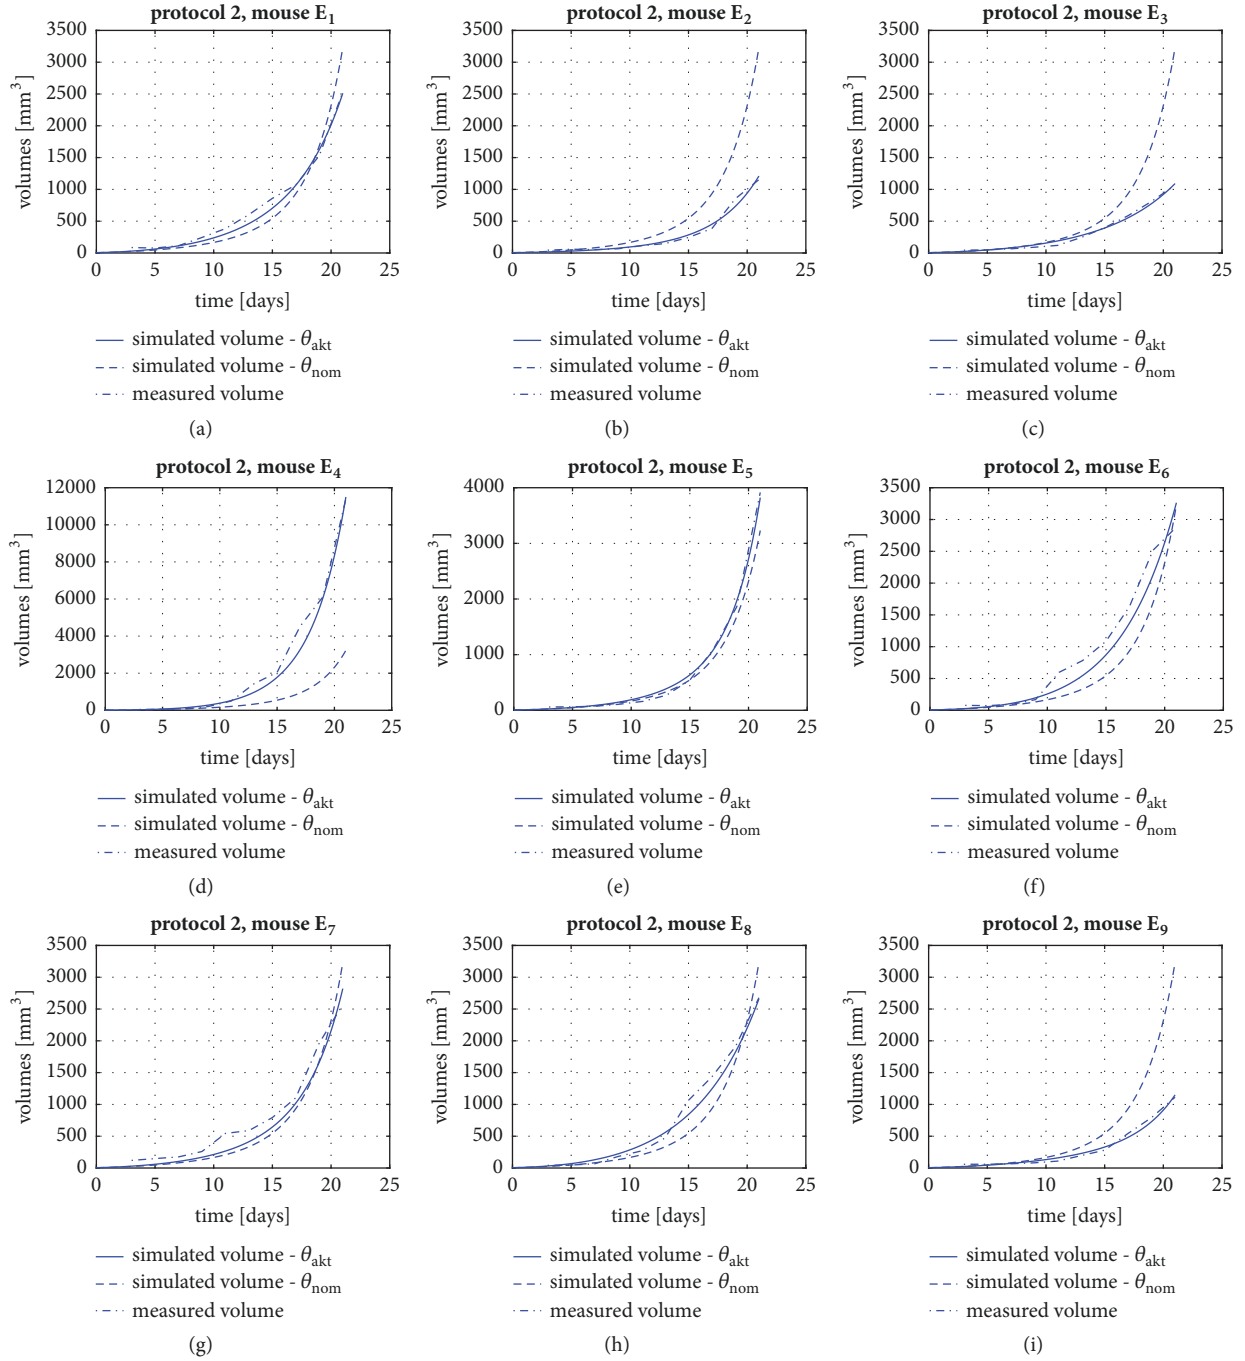 protocol 2, mouse E1
3500
3000
2500
2000
1500
1000
500
0
volumes [mm3]
0 5 10 15 20 25
time [days]
simulated volume - θakt
simulated volume - θnom
measured volume
(a)
protocol 2, mouse E2
3500
3000
2500
2000
1500
1000
500
0
volumes [mm3]
0 5 10 15 20 25
time [days]
simulated volume - θakt
simulated volume - θnom
measured volume
(b)
protocol 2, mouse E3
3500
3000
2500
2000
1500
1000
500
0
volumes [mm3]
0 5 10 15 20 25
time [days]
simulated volume - θakt
simulated volume - θnom
measured volume
(c)
protocol 2, mouse E4
12000
10000
8000
6000
4000
2000
0
volumes [mm3]
0 5 10 15 20 25
time [days]
simulated volume - θakt
simulated volume - θnom
measured volume
(d)
protocol 2, mouse E5
4000
3000
2000
1000
0
volumes [mm3]
0 5 10 15 20 25
time [days]
simulated volume - θakt
simulated volume - θnom
measured volume
(e)
protocol 2, mouse E6
3500
3000
2500
2000
1500
1000
500
0
volumes [mm3]
0 5 10 15 20 25
time [days]
simulated volume - θakt
simulated volume - θnom
measured volume
(f)
protocol 2, mouse E7
3500
3000
2500
2000
1500
1000
500
0
volumes [mm3]
0 5 10 15 20 25
time [days]
simulated volume - θakt
simulated volume - θnom
measured volume
(g)
protocol 2, mouse E8
3500
3000
2500
2000
1500
1000
500
0
volumes [mm3]
0 5 10 15 20 25
time [days]
simulated volume - θakt
simulated volume - θnom
measured volume
(h)
protocol 2, mouse E9
3500
3000
2500
2000
1500
1000
500
0
volumes [mm3]
0 5 10 15 20 25
time [days]
simulated volume - θakt
simulated volume - θnom
measured volume
(i)